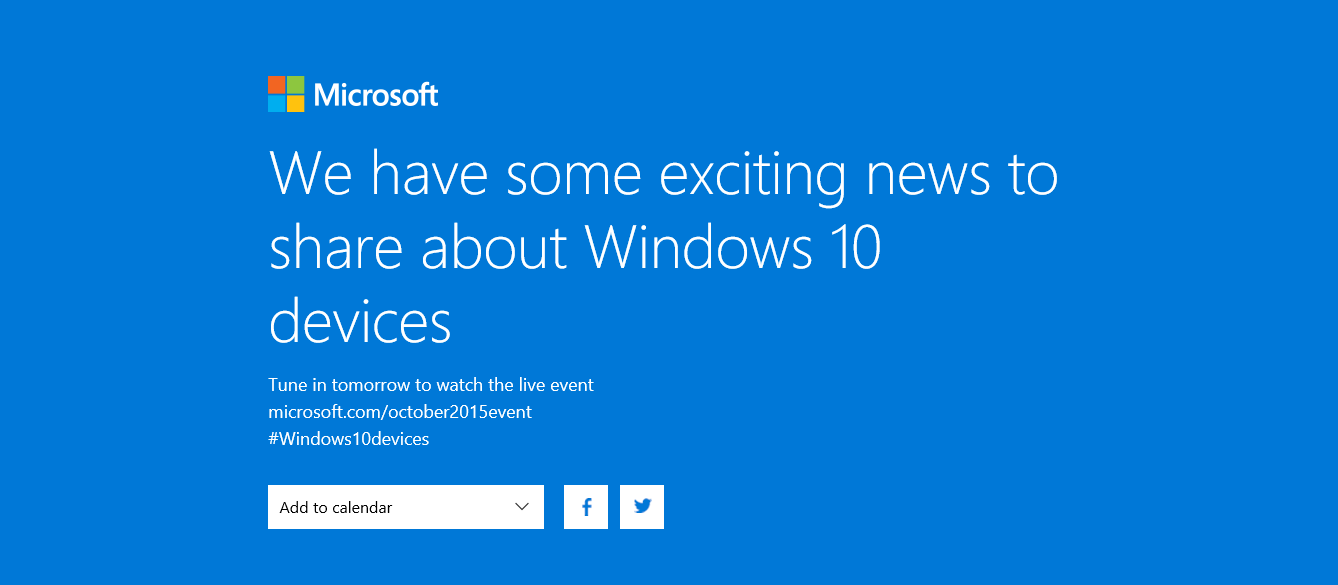 Microsoft
We have some exciting news to
share about Windows 10
devices
Tune in tomorrow to watch the live event
microsoft.com/october2015event
#Windows10devices
Add to calendar